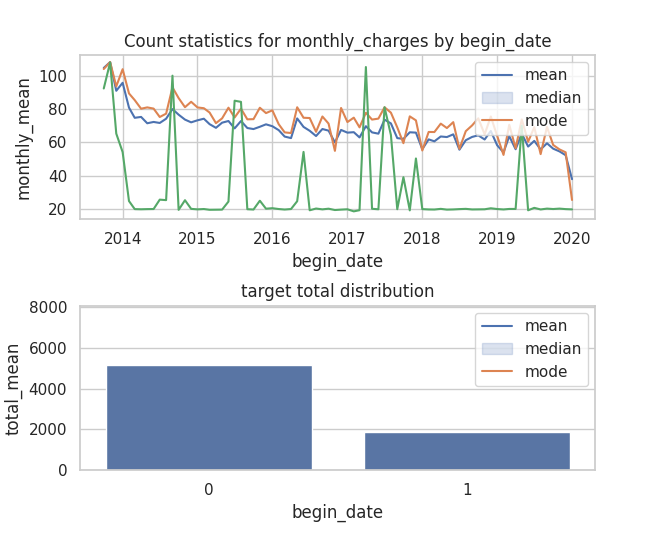 Count statistics for monthly_charges by begin_date
monthly_mean
100
80
60
40
20
mean
median
mode
2014 2015 2016 2017 2018 2019 2020
begin_date
target total distribution
total_mean
8000
6000
4000
2000
0
mean
median
mode
0 1
begin_date